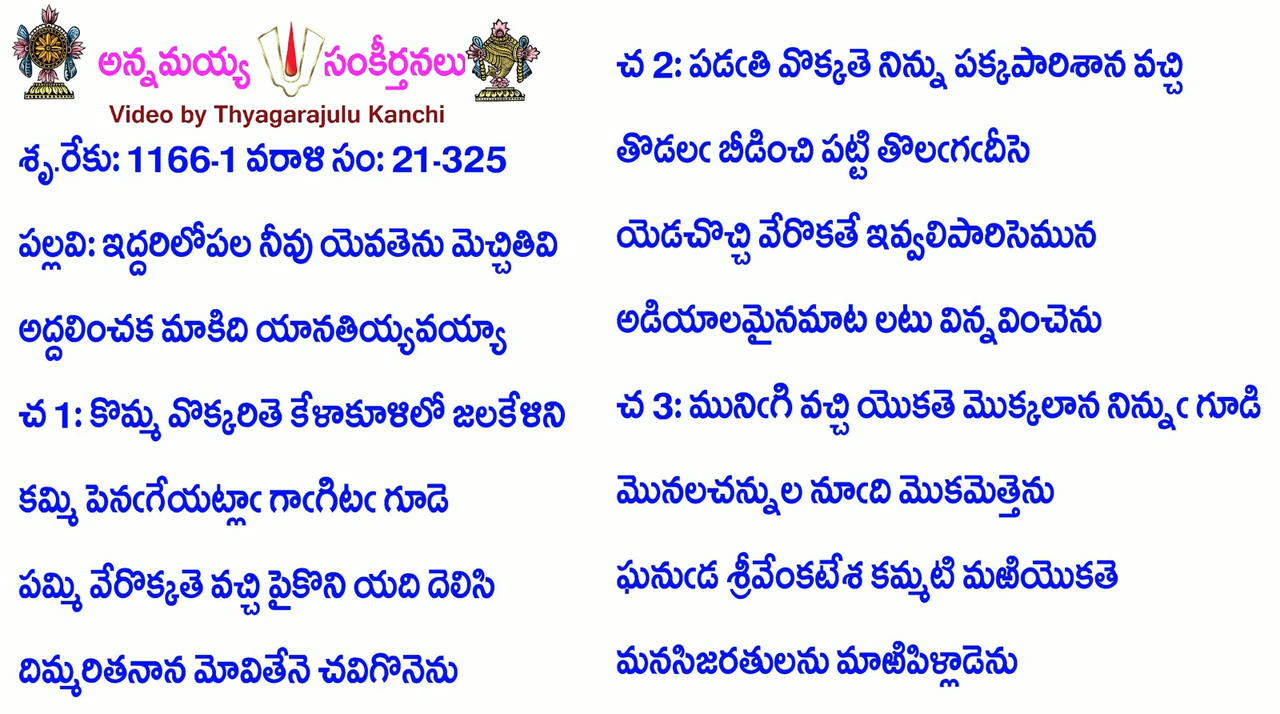 అన్నమయ్య సంకీర్తనలు
Video by Thyagarajulu Kanchi
శృ.రేకు: 1166-1 వరాళి సం: 21-325
పల్లవి: ఇద్దరిలోపల నీవు యెవతెను మెచ్చితివి
అద్దలించక మాకిది యానతియ్యవయ్యా
చ 1: కొమ్మ వొక్కరితె కేళాకూళిలో జలకేళిని
కమ్మి పెనఁగేయట్లాఁ గాఁగిటఁ గూడె
పమ్మి వేరొక్కతె వచ్చి పైకొని యది దెలిసి
దిమ్మరితనాన మోవితేనె చవిగొనెను
చ 2: పడఁతి వొక్కతె నిన్ను పక్కపారిశాన వచ్చి
తొడలఁ బీడించి పట్టి తొలఁగఁదీసె
యెడచొచ్చి వేరొకతే ఇవ్వలిపారిసెమున
అడియాలమైనమాట లటు విన్నవించెను
చ 3: మునిఁగి వచ్చి యొకతె మొక్కలాన నిన్నుఁ గూడి
మొనలచన్నుల నూఁది మొకమెత్తెను
ఘనుఁడ శ్రీవేంకటేశ కమ్మటి మఱియొకతె
మనసిజరతులను మాఱిపిళ్లాడెను